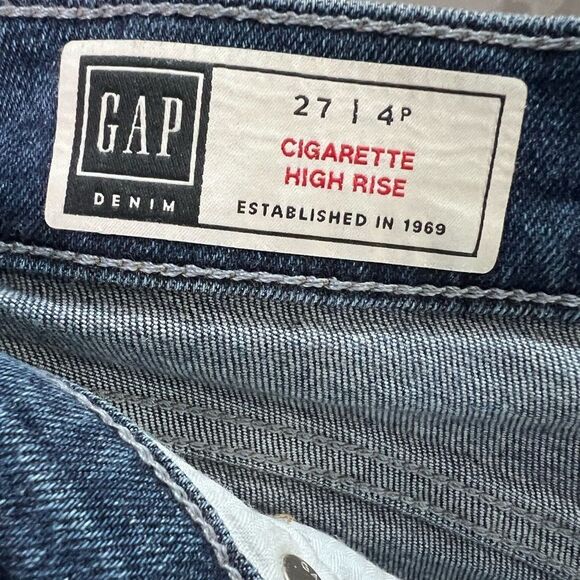 GAP
DENIM
27 | 4P
CIGARETTE
HIGH RISE
ESTABLISHED IN 1969